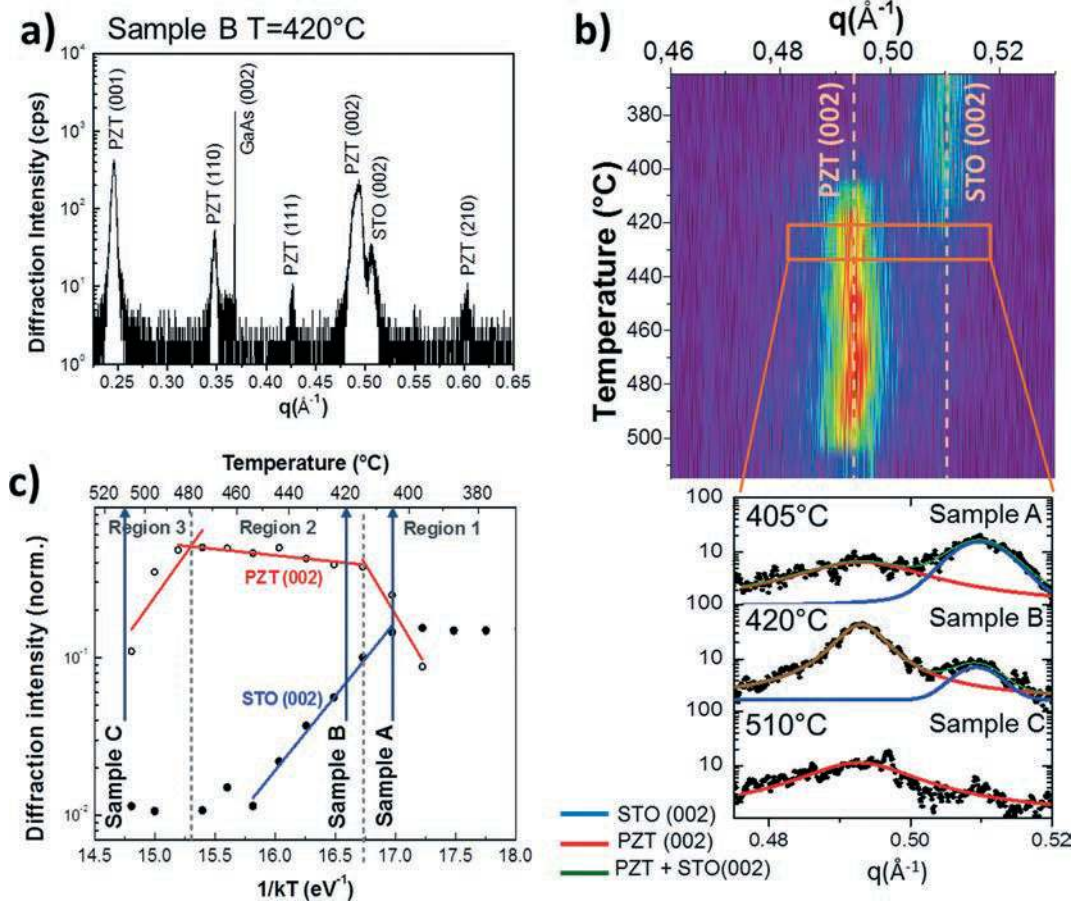 a)
Sample B T=420°C
Diffraction Intensity (cps)
10⁴
10³
10²
10¹
10⁰
PZT (001)
PZT (110)
GaAs (002)
PZT (111)
PZT (002)
STO (002)
PZT (210)
0.25 0.30 0.35 0.40 0.45 0.50 0.55 0.60 0.65
q(Å⁻¹)
b)
q(Å⁻¹)
0,46 0,48 0,50 0,52
Temperature (°C)
380
400
420
440
460
480
500
PZT (002)
STO (002)
100
405°C Sample A
10
100
420°C Sample B
10
100
510°C Sample C
10
0.48 0.50 0.52
q(Å⁻¹)
STO (002)
PZT (002)
PZT + STO(002)
c)
Temperature (°C)
520 500 480 460 440 420 400 380
Region 3 Region 2 Region 1
PZT (002)
STO (002)
Sample C
Sample B
Sample A
Diffraction intensity (norm.)
10⁻¹
10⁻²
14.5 15.0 15.5 16.0 16.5 17.0 17.5 18.0
1/kT (eV⁻¹)